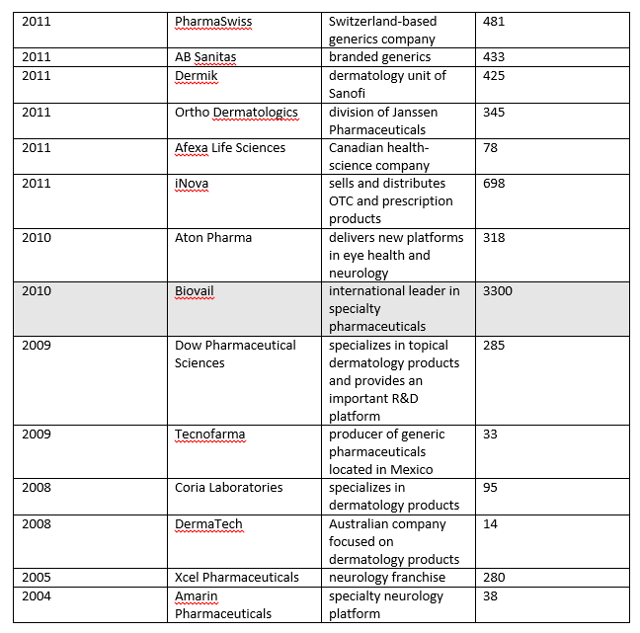 2011 PharmaSwiss Switzerland-based 481
generics company
2011 AB Sanitas branded generics 433
2011 Dermik dermatology unit of 425
Sanofi
2011 Ortho Dermatologics division of Janssen 345
Pharmaceuticals
2011 Afexa Life Sciences Canadian health- 78
science company
2011 iNova sells and distributes 698
OTC and prescription
products
2010 Aton Pharma delivers new platforms 318
in eye health and
neurology
2010 Biovail international leader in 3300
specialty
pharmaceuticals
2009 Dow Pharmaceutical specializes in topical 285
Sciences dermatology products
and provides an
important R&D
platform
2009 Tecnofarma producer of generic 33
pharmaceuticals
located in Mexico
2008 Coria Laboratories specializes in 95
dermatology products
2008 DermaTech Australian company 14
focused on
dermatology products
2005 Xcel Pharmaceuticals neurology franchise 280
2004 Amarin specialty neurology 38
Pharmaceuticals platform